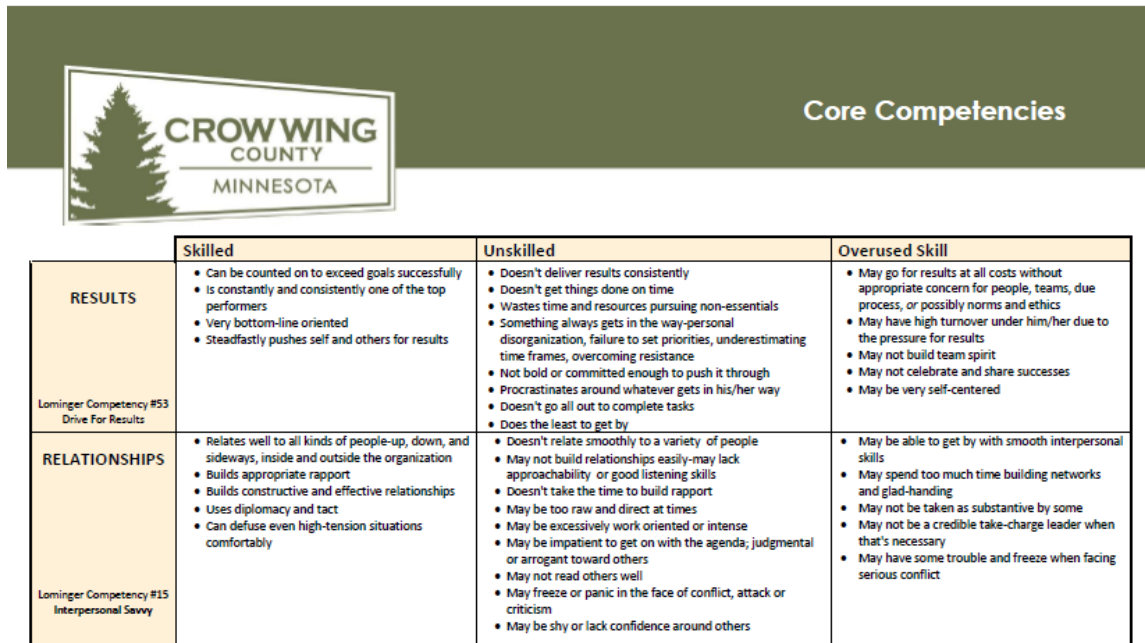 CROW WING
COUNTY
MINNESOTA
Core Competencies
Skilled
Unskilled
Overused Skill
RESULTS
Lominger Competency #53
Drive For Results
• Can be counted on to exceed goals successfully
• Is constantly and consistently one of the top
performers
• Very bottom-line oriented
• Steadfastly pushes self and others for results
• Doesn't deliver results consistently
• Doesn't get things done on time
• Wastes time and resources pursuing non-essentials
• Something always gets in the way-personal
disorganization, failure to set priorities, underestimating
time frames, overcoming resistance
• Not bold or committed enough to push it through
• Procrastinates around whatever gets in his/her way
• Doesn't go all out to complete tasks
• Does the least to get by
• May go for results at all costs without
appropriate concern for people, teams, due
process, or possibly norms and ethics
• May have high turnover under him/her due to
the pressure for results
• May not build team spirit
• May not celebrate and share successes
• May be very self-centered
RELATIONSHIPS
Lominger Competency #15
Interpersonal Savvy
• Relates well to all kinds of people-up, down, and
sideways, inside and outside the organization
• Builds appropriate rapport
• Builds constructive and effective relationships
• Uses diplomacy and tact
• Can defuse even high-tension situations
comfortably
• Doesn't relate smoothly to a variety of people
• May not build relationships easily-may lack
approachability or good listening skills
• Doesn't take the time to build rapport
• May be too raw and direct at times
• May be excessively work oriented or intense
• May be impatient to get on with the agenda; judgmental
or arrogant toward others
• May not read others well
• May freeze or panic in the face of conflict, attack or
criticism
• May be shy or lack confidence around others
• May be able to get by with smooth interpersonal
skills
• May spend too much time building networks
and glad-handing
• May not be taken as substantive by some
• May not be a credible take-charge leader when
that's necessary
• May have some trouble and freeze when facing
serious conflict